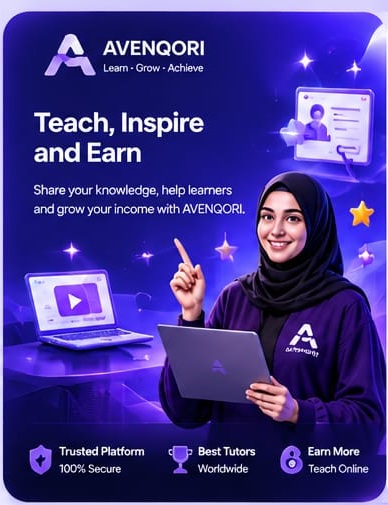 AVENQORI
Learn - Grow - Achieve
Teach, Inspire
and Earn
Share your knowledge, help learners
and grow your income with AVENQORI.
Trusted Platform
100% Secure
Best Tutors
Worldwide
Earn More
Teach Online